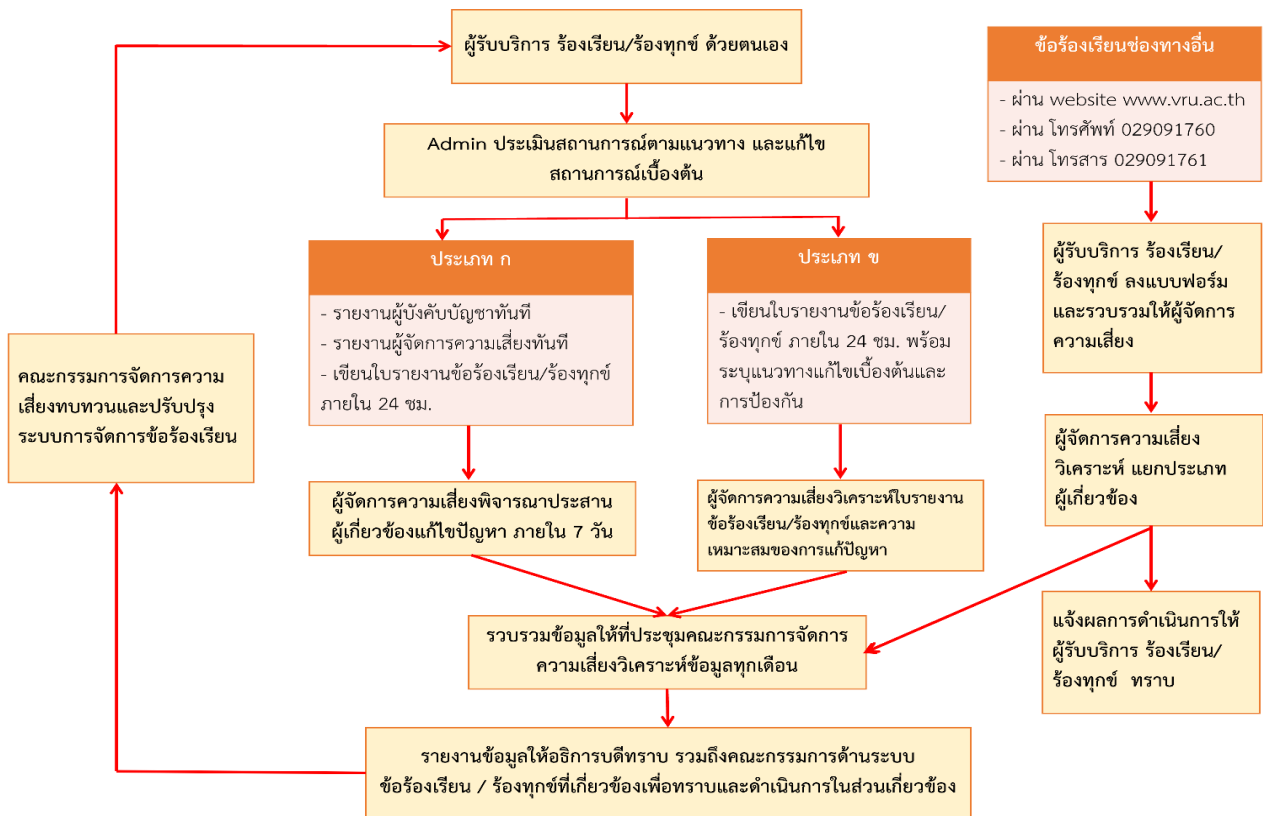 ผู้รับบริการ ร้องเรียน/ร้องทุกข์ ด้วยตนเอง
Admin ประเมินสถานการณ์ตามแนวทาง และแก้ไข
สถานการณ์เบื้องต้น
ประเภท ก
- รายงานผู้บังคับบัญชาทันที
- รายงานผู้จัดการความเสี่ยงทันที
- เขียนใบรายงานข้อร้องเรียน/ร้องทุกข์
ภายใน 24 ชม.
ประเภท ข
- เขียนใบรายงานข้อร้องเรียน/
ร้องทุกข์ ภายใน 24 ชม. พร้อม
ระบุแนวทางแก้ไขเบื้องต้นและ
การป้องกัน
ผู้จัดการความเสี่ยงพิจารณาประสาน
ผู้เกี่ยวข้องแก้ไขปัญหา ภายใน 7 วัน
ผู้จัดการความเสี่ยงวิเคราะห์ใบรายงาน
ข้อร้องเรียน/ร้องทุกข์และความ
เหมาะสมของการแก้ปัญหา
รวบรวมข้อมูลให้ที่ประชุมคณะกรรมการจัดการ
ความเสี่ยงวิเคราะห์ข้อมูลทุกเดือน
รายงานข้อมูลให้อธิการบดีทราบ รวมถึงคณะกรรมการด้านระบบ
ข้อร้องเรียน / ร้องทุกข์ที่เกี่ยวข้องเพื่อทราบและดำเนินการในส่วนเกี่ยวข้อง
คณะกรรมการจัดการความ
เสี่ยงทบทวนและปรับปรุง
ระบบการจัดการข้อร้องเรียน
ข้อร้องเรียนช่องทางอื่น
- ผ่าน website www.vru.ac.th
- ผ่าน โทรศัพท์ 029091760
- ผ่าน โทรสาร 029091761
ผู้รับบริการ ร้องเรียน/
ร้องทุกข์ ลงแบบฟอร์ม
และรวบรวมให้ผู้จัดการ
ความเสี่ยง
ผู้จัดการความเสี่ยง
วิเคราะห์ แยกประเภท
ผู้เกี่ยวข้อง
แจ้งผลการดำเนินการให้
ผู้รับบริการ ร้องเรียน/
ร้องทุกข์ ทราบ